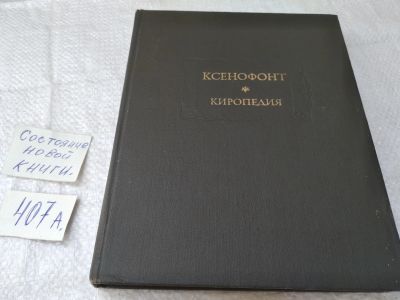 КСЕНОФОНТ
*
КИРОПЕДИЯ
Состояние
новой
книги.
407А.